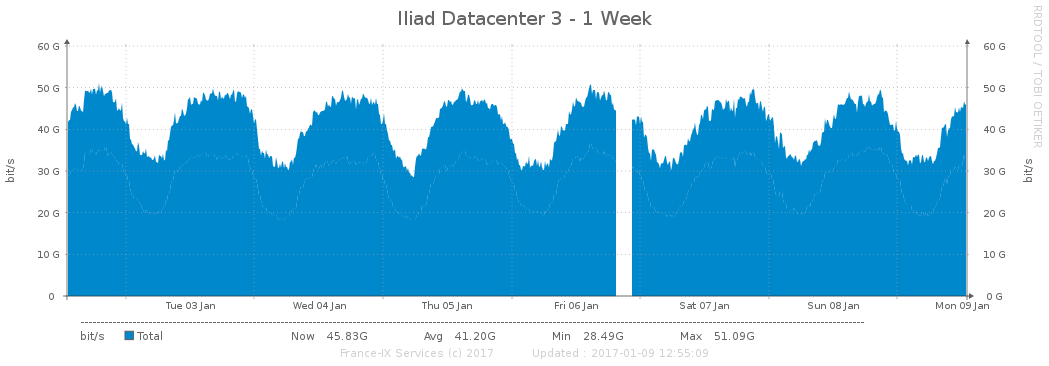 Iliad Datacenter 3 - 1 Week
RRDTOOL / TOBI OETIKER
60 G 60 G
50 G 50 G
40 G 40 G
30 G 30 G
20 G 20 G
10 G 10 G
0 0 G
bit/s bit/s
Tue 03 Jan Wed 04 Jan Thu 05 Jan Fri 06 Jan Sat 07 Jan Sun 08 Jan Mon 09 Jan
bit/s Total Now 45.83G Avg 41.20G Min 28.49G Max 51.09G
France-IX Services (c) 2017 Updated : 2017-01-09 12:55:09